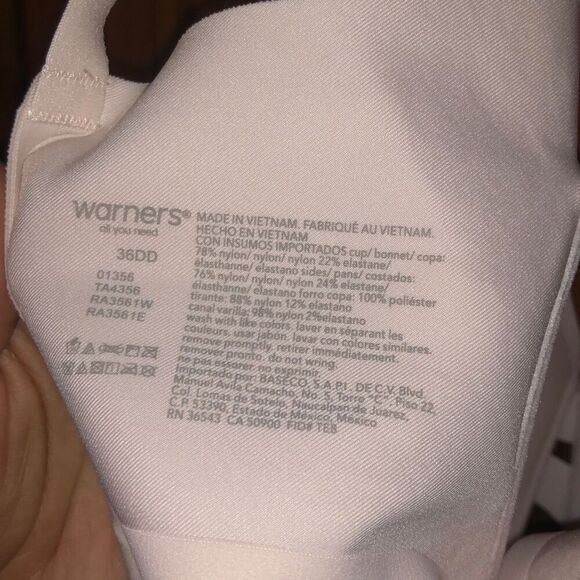 warners®
all you need
36DD
01356
TA4356
RA3561W
RA3561E
MADE IN VIETNAM. FABRIQUÉ AU VIETNAM.
HECHO EN VIETNAM
CON INSUMOS IMPORTADOS cup/ bonnet/ copa:
78% nylon/ nylon/ nylon 22% elastane/
élasthanne/ elastano sides/ pans/ costados:
76% nylon/ nylon/ nylon 24% elastane/
élasthanne/ elastano forro copa: 100% poliéster
tirante: 88% nylon 12% elastano
canal varilla: 98% nylon 2%elastano
wash with like colors. laver en séparant les
couleurs. usar jabón. lavar con colores similares.
remove promptly. retirer immédiatement.
remover pronto. do not wring.
ne pas essorer. no exprimir.
Importado por: BASECO, S.A.P.I. DE C.V. Blvd.
Manuel Avila Camacho, No. 5, Torre "C", Piso 22,
Col. Lomas de Sotelo, Naucalpan de Juarez,
C.P. 53390, Estado de México, México
RN 36543 CA 50900 FID# TEB